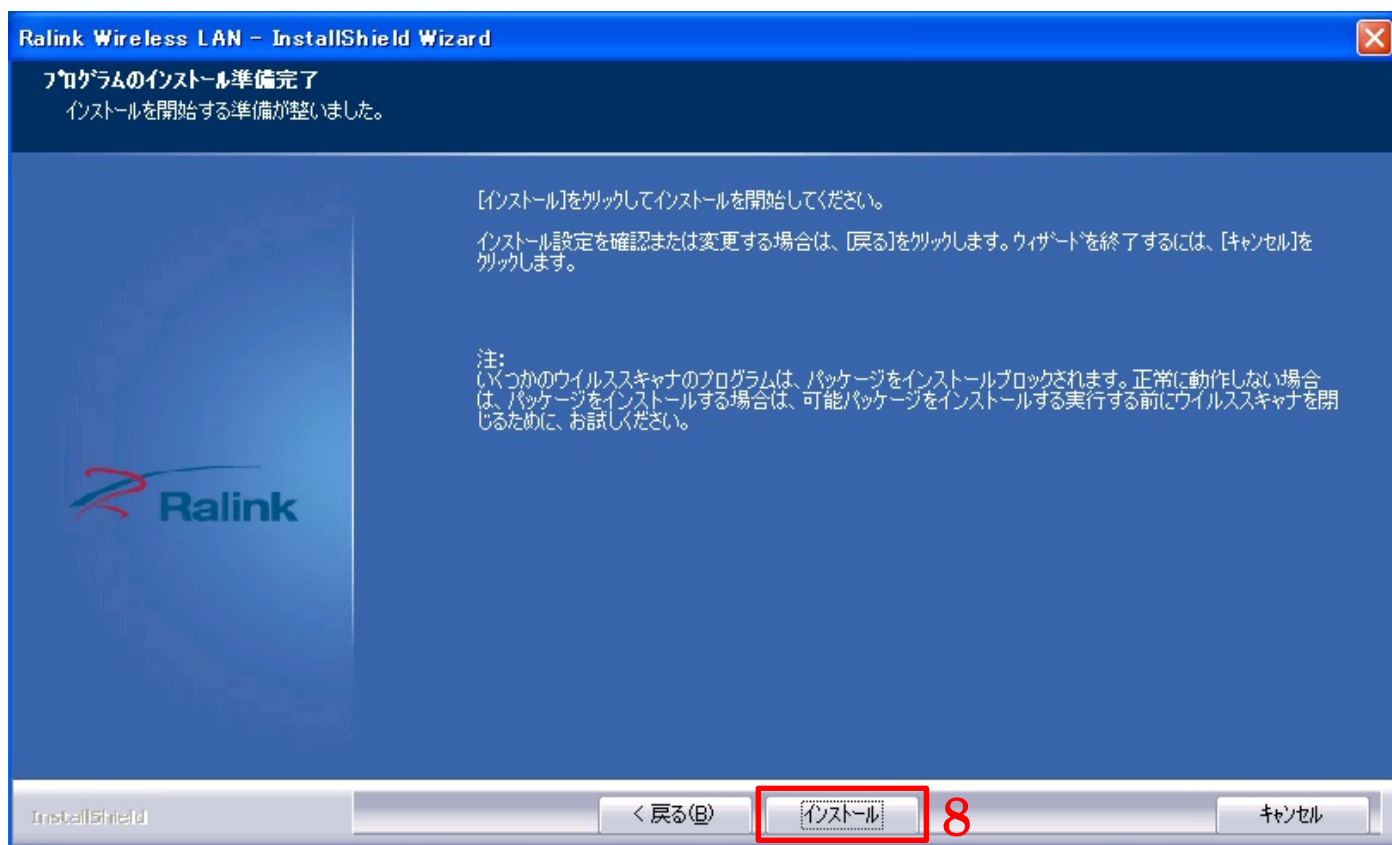 Ralink Wireless LAN - InstallShield Wizard
プログラムのインストール準備完了
インストールを開始する準備が整いました。
[インストール]をクリックしてインストールを開始してください。
インストール設定を確認または変更する場合は、[戻る]をクリックします。ウィザードを終了するには、[キャンセル]を
クリックします。
注:
いくつかのウイルススキャナのプログラムは、パッケージをインストールブロックされます。正常に動作しない場合
は、パッケージをインストールする場合は、可能パッケージをインストールする実行する前にウイルススキャナを閉
じるために、お試しください。
Ralink
InstallShield
< 戻る(B)
インストール
8
キャンセル